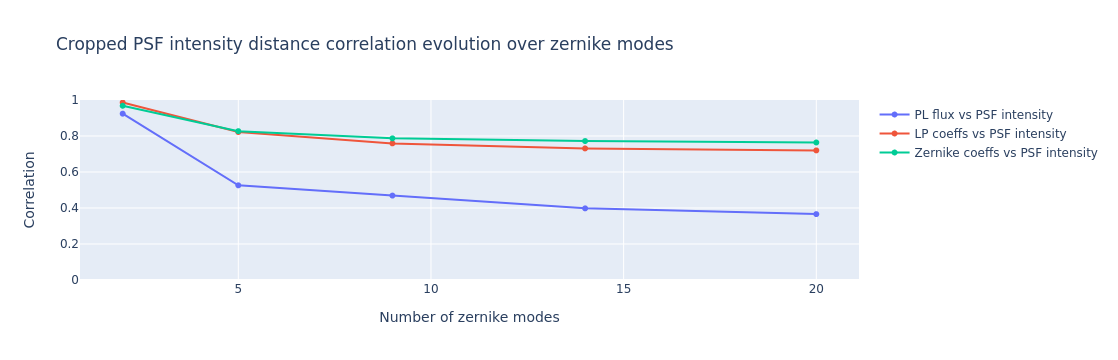 Cropped PSF intensity distance correlation evolution over zernike modes
Correlation
1
0.8
0.6
0.4
0.2
0
5
10
15
20
Number of zernike modes
PL flux vs PSF intensity
LP coeffs vs PSF intensity
Zernike coeffs vs PSF intensity